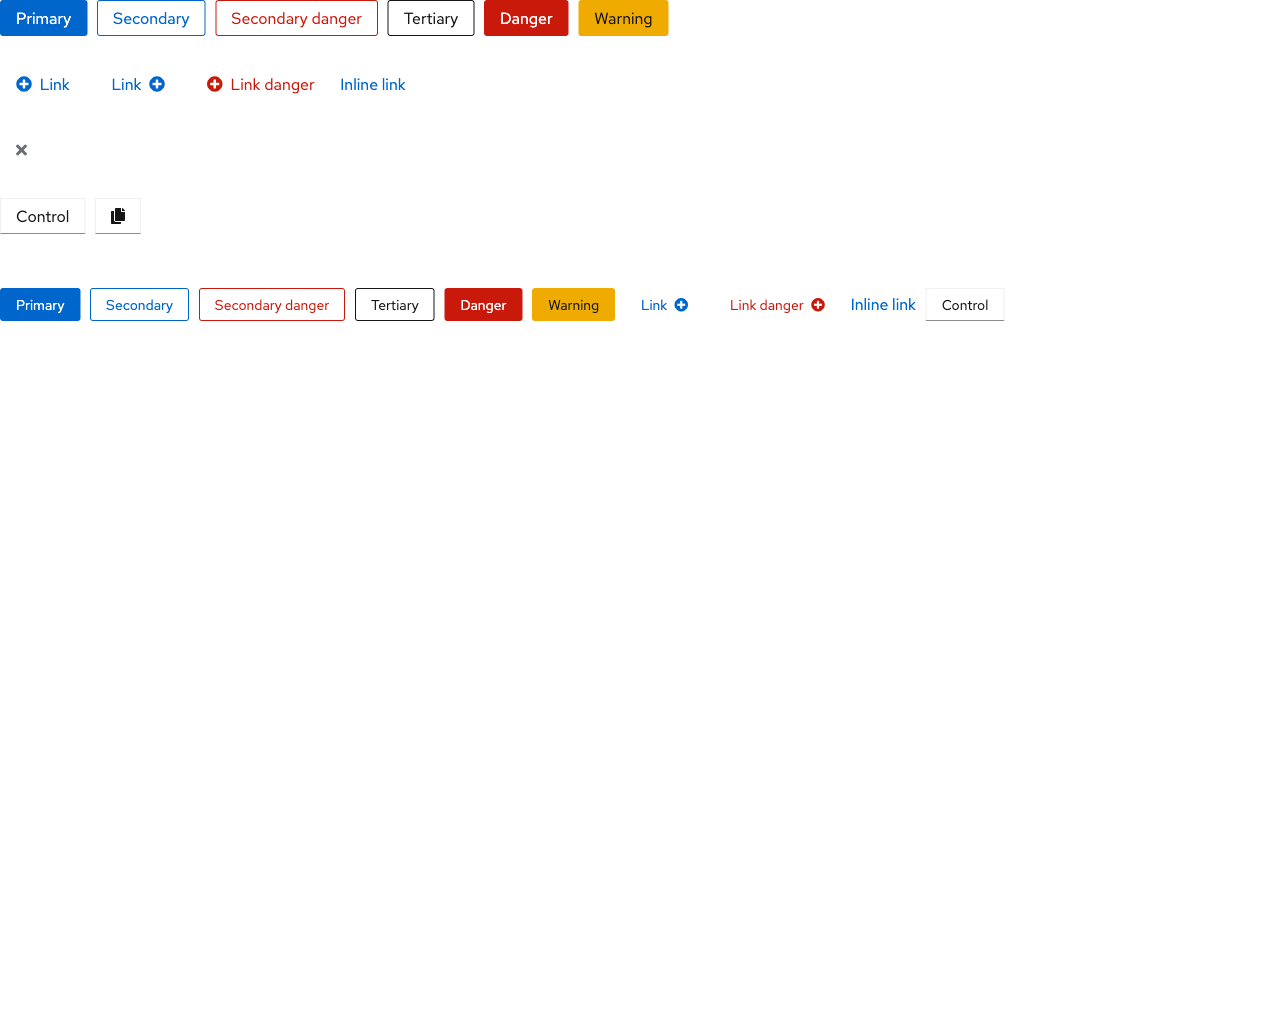 Primary Secondary Secondary danger Tertiary Danger Warning
Link Link Link danger Inline link
Control
Primary Secondary Secondary danger Tertiary Danger Warning Link Link danger Inline link Control